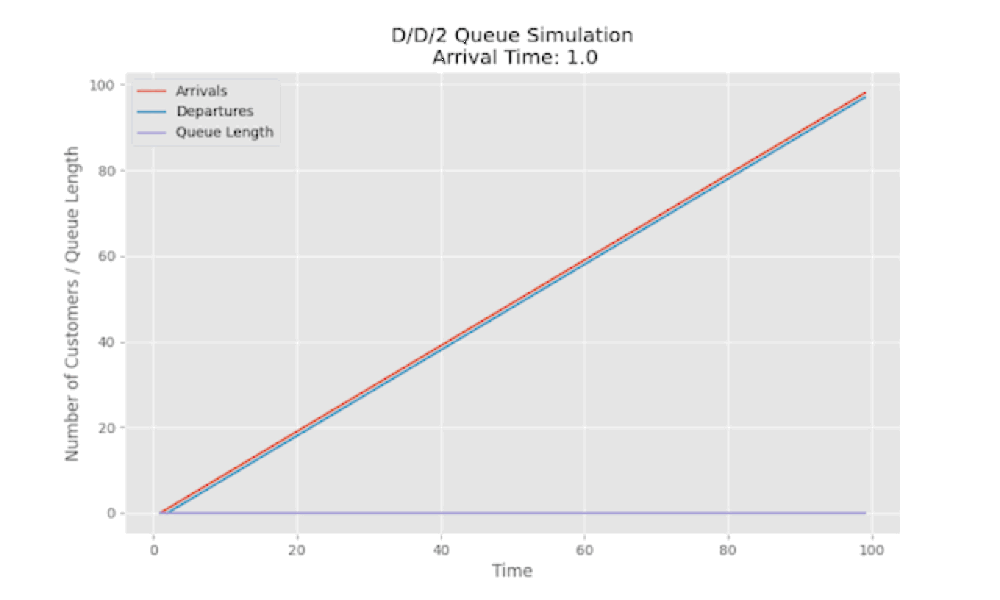 D/D/2 Queue Simulation
Arrival Time: 1.0
Arrivals
Departures
Queue Length
Number of Customers / Queue Length
100
80
60
40
20
0
0 20 40 60 80 100
Time